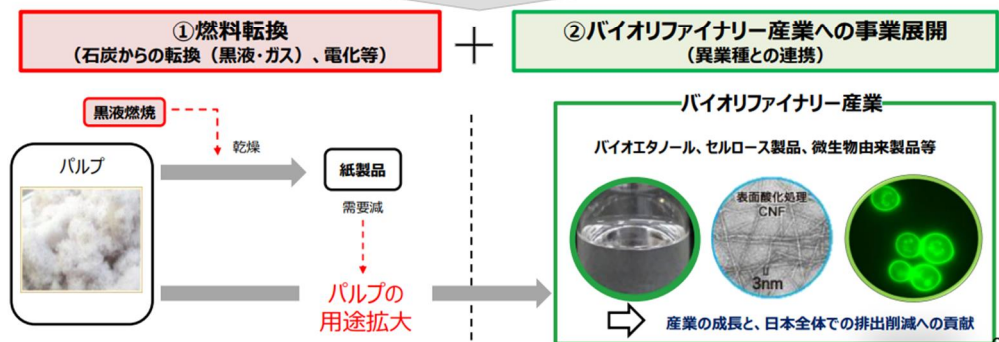 ①燃料転換
（石炭からの転換（黒液・ガス）、電化等）
＋
②バイオリファイナリー産業への事業展開
（異業種との連携）
黒液燃焼
パルプ
乾燥
紙製品
需要減
パルプの
用途拡大
バイオリファイナリー産業
バイオエタノール、セルロース製品、微生物由来製品等
表面酸化処理
CNF
3nm
産業の成長と、日本全体での排出削減への貢献